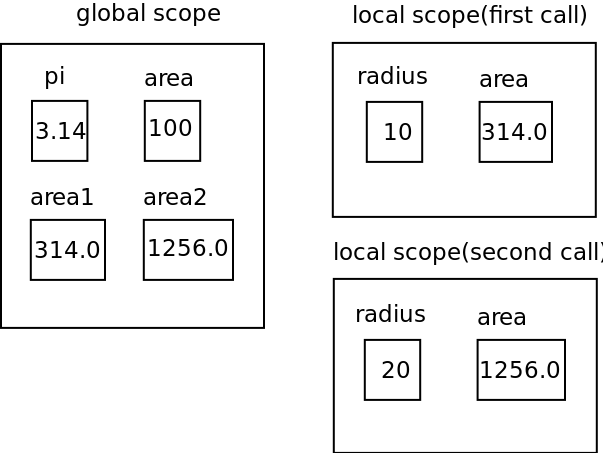 global scope
pi area
3.14 100
area1 area2
314.0 1256.0
local scope(first call)
radius area
10 314.0
local scope(second call)
radius area
20 1256.0